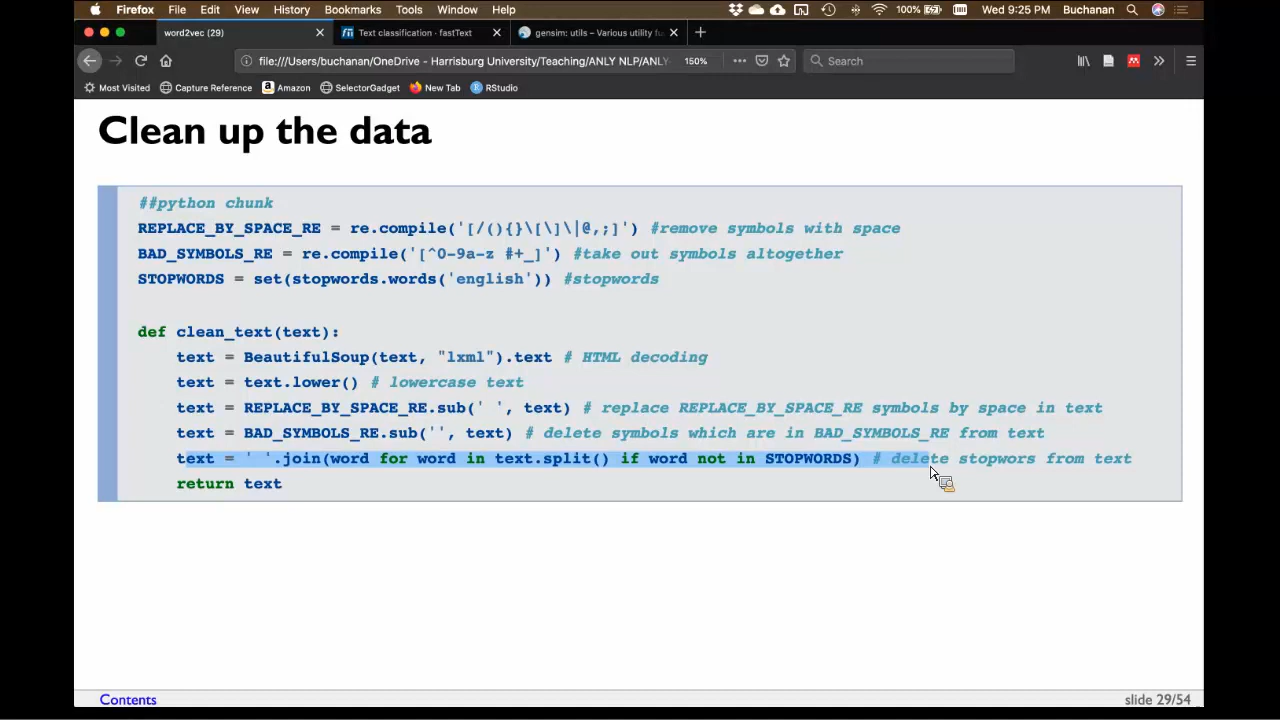 Firefox File Edit View History Bookmarks Tools Window Help 100% Wed 9:25 PM Buchanan
word2vec (29) Text classification · fastText gensim: utils – Various utility fu
file:///Users/buchanan/OneDrive - Harrisburg University/Teaching/ANLY NLP/ANLY- 150% Search
Most Visited Capture Reference Amazon SelectorGadget New Tab RStudio
Clean up the data
##python chunk
REPLACE_BY_SPACE_RE = re.compile('[/(){}\[\]\|@,;]') #remove symbols with space
BAD_SYMBOLS_RE = re.compile('[^0-9a-z #+_]') #take out symbols altogether
STOPWORDS = set(stopwords.words('english')) #stopwords
def clean_text(text):
text = BeautifulSoup(text, "lxml").text # HTML decoding
text = text.lower() # lowercase text
text = REPLACE_BY_SPACE_RE.sub(' ', text) # replace REPLACE_BY_SPACE_RE symbols by space in text
text = BAD_SYMBOLS_RE.sub('', text) # delete symbols which are in BAD_SYMBOLS_RE from text
text = ' '.join(word for word in text.split() if word not in STOPWORDS) # delete stopwors from text
return text
Contents slide 29/54